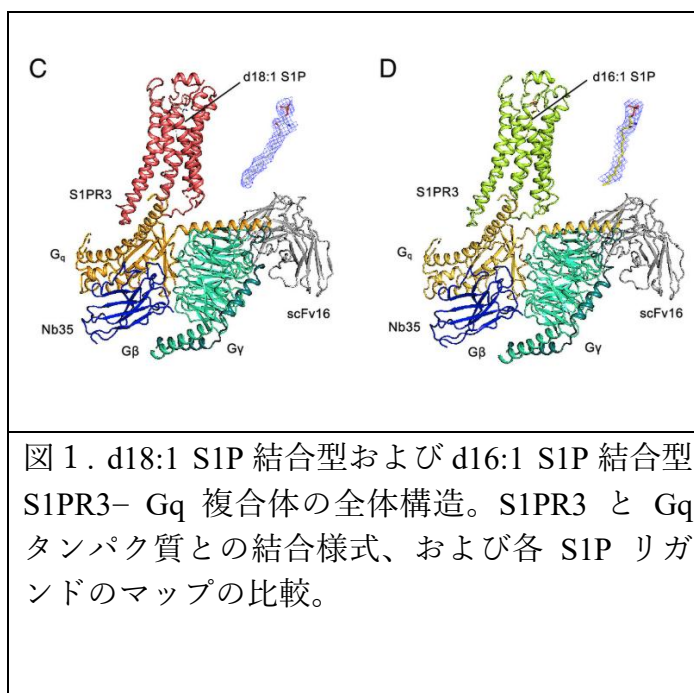 C
d18:1 S1P
S1PR3
Gq
Nb35
Gβ
Gγ
D
d16:1 S1P
S1PR3
Gq
Nb35
Gβ
Gγ
scFv16
図１. d18:1 S1P 結合型および d16:1 S1P 結合型
S1PR3− Gq 複合体の全体構造。S1PR3 と Gq
タンパク質との結合様式、および各 S1P リガ
ンドのマップの比較。